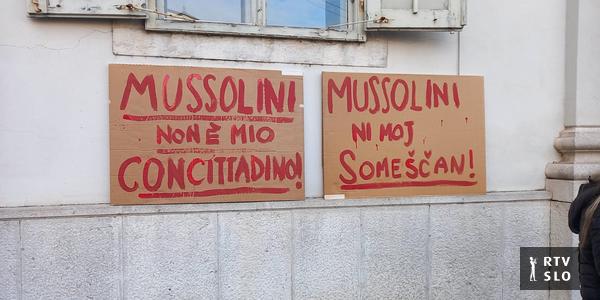 MUSSOLINI
NON È MIO
CONCITTADINO!
MUSSOLINI
NI MOJ
SOMEŠČAN!
RTV
SLO